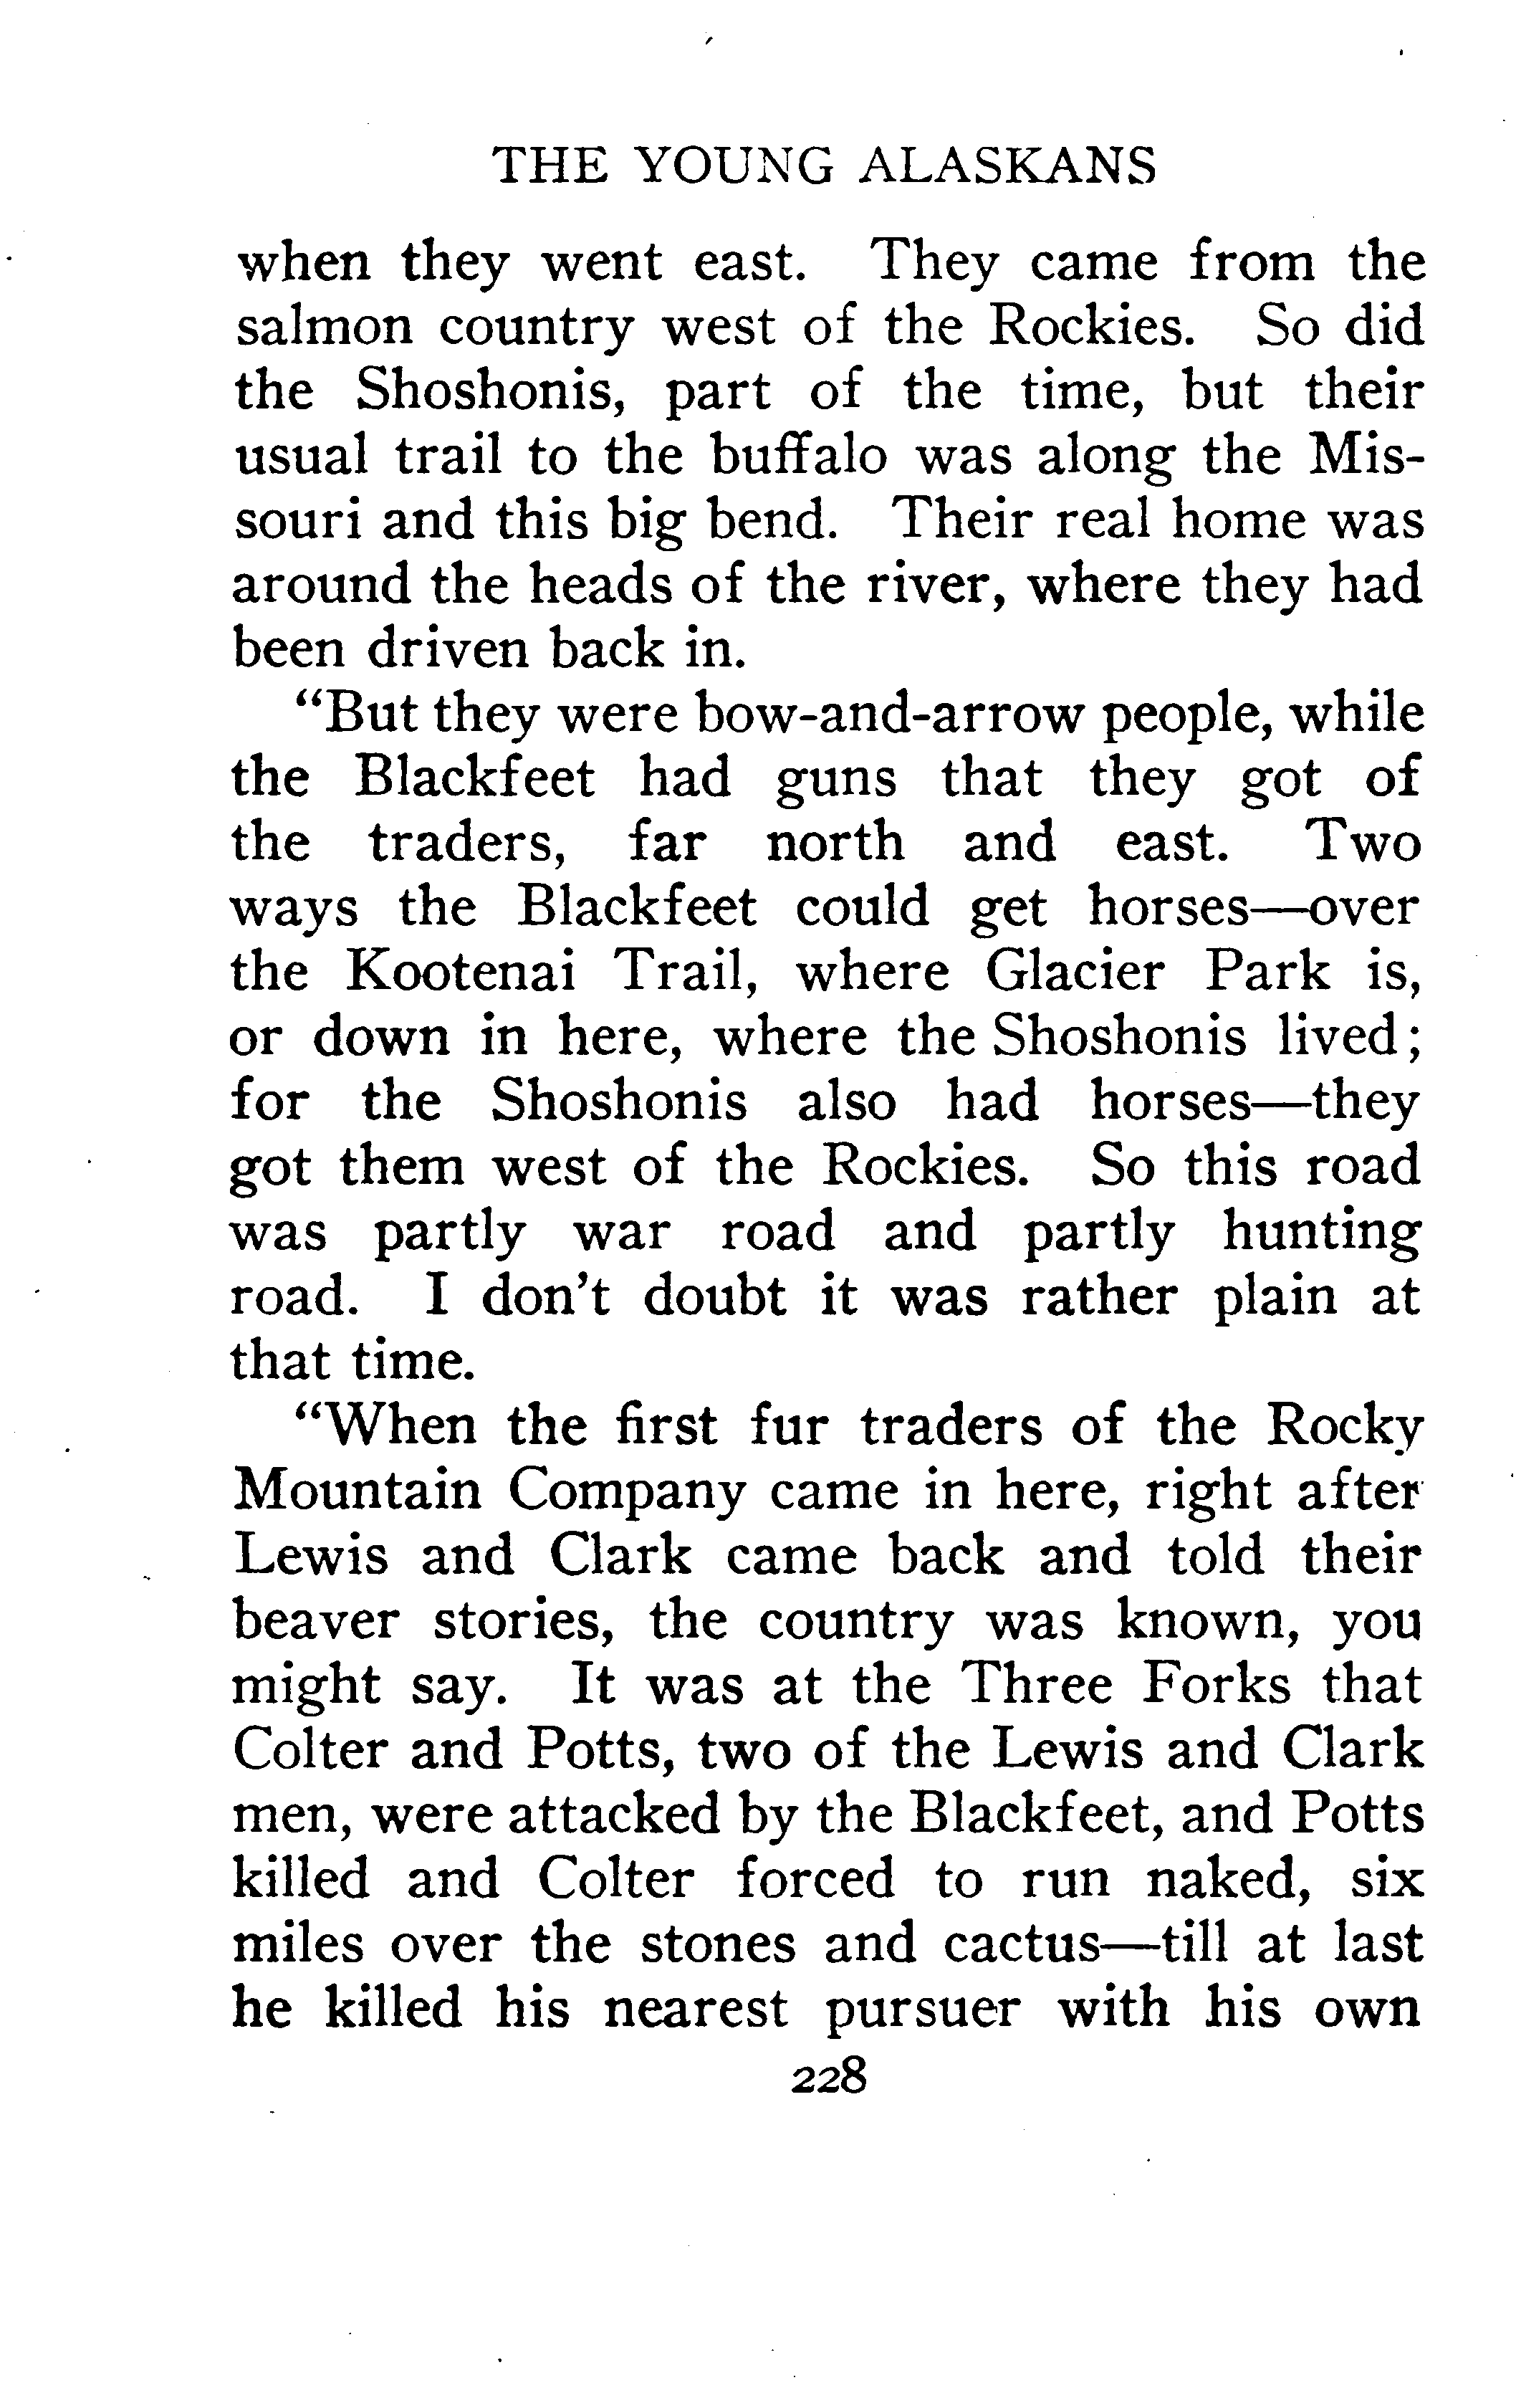 THE YOUNG ALASKANS
when they went east. They came from the
salmon country west of the Rockies. So did
the Shoshonis, part of the time, but their
usual trail to the buffalo was along the Mis-
souri and this big bend. Their real home was
around the heads of the river, where they had
been driven back in.
"But they were bow-and-arrow people, while
the Blackfeet had guns that they got of
the traders, far north and east. Two
ways the Blackfeet could get horses—over
the Kootenai Trail, where Glacier Park is,
or down in here, where the Shoshonis lived;
for the Shoshonis also had horses—they
got them west of the Rockies. So this road
was partly war road and partly hunting
road. I don't doubt it was rather plain at
that time.
"When the first fur traders of the Rocky
Mountain Company came in here, right after
Lewis and Clark came back and told their
beaver stories, the country was known, you
might say. It was at the Three Forks that
Colter and Potts, two of the Lewis and Clark
men, were attacked by the Blackfeet, and Potts
killed and Colter forced to run naked, six
miles over the stones and cactus—till at last
he killed his nearest pursuer with his own
228